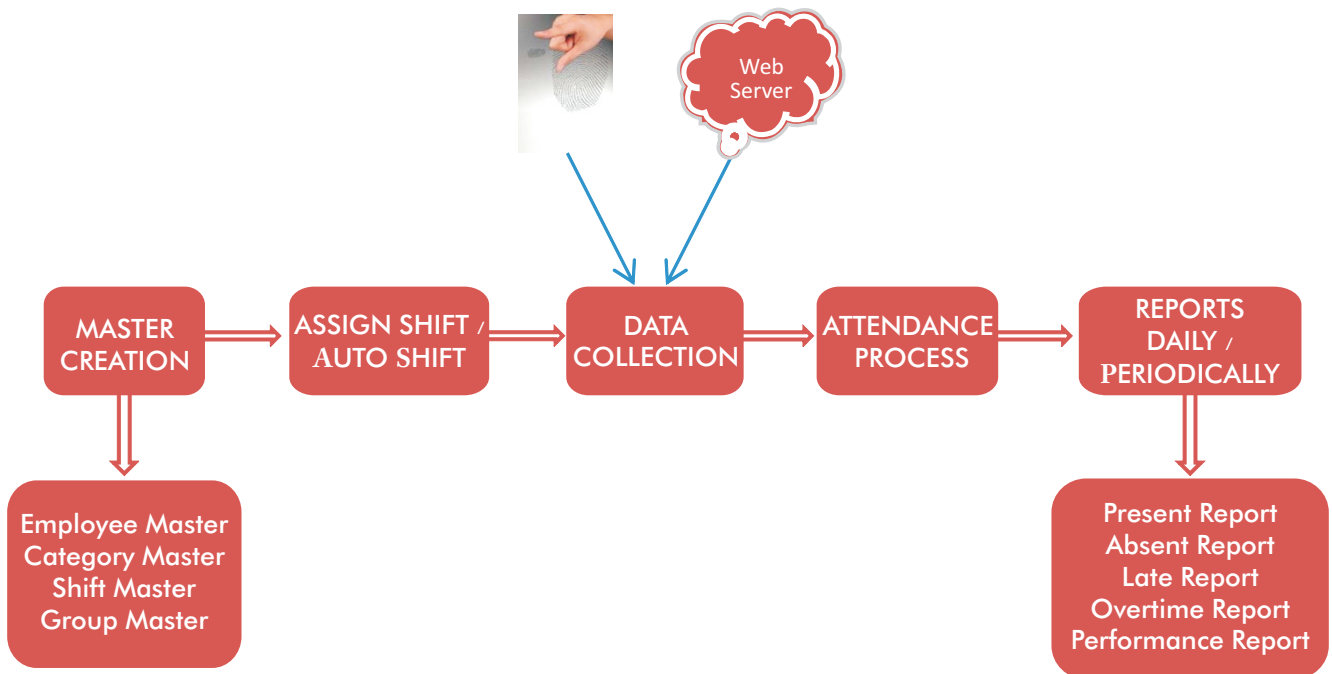 Web
Server
MASTER
CREATION
ASSIGN SHIFT /
AUTO SHIFT
DATA
COLLECTION
ATTENDANCE
PROCESS
REPORTS
DAILY /
PERIODICALLY
Employee Master
Category Master
Shift Master
Group Master
Present Report
Absent Report
Late Report
Overtime Report
Performance Report